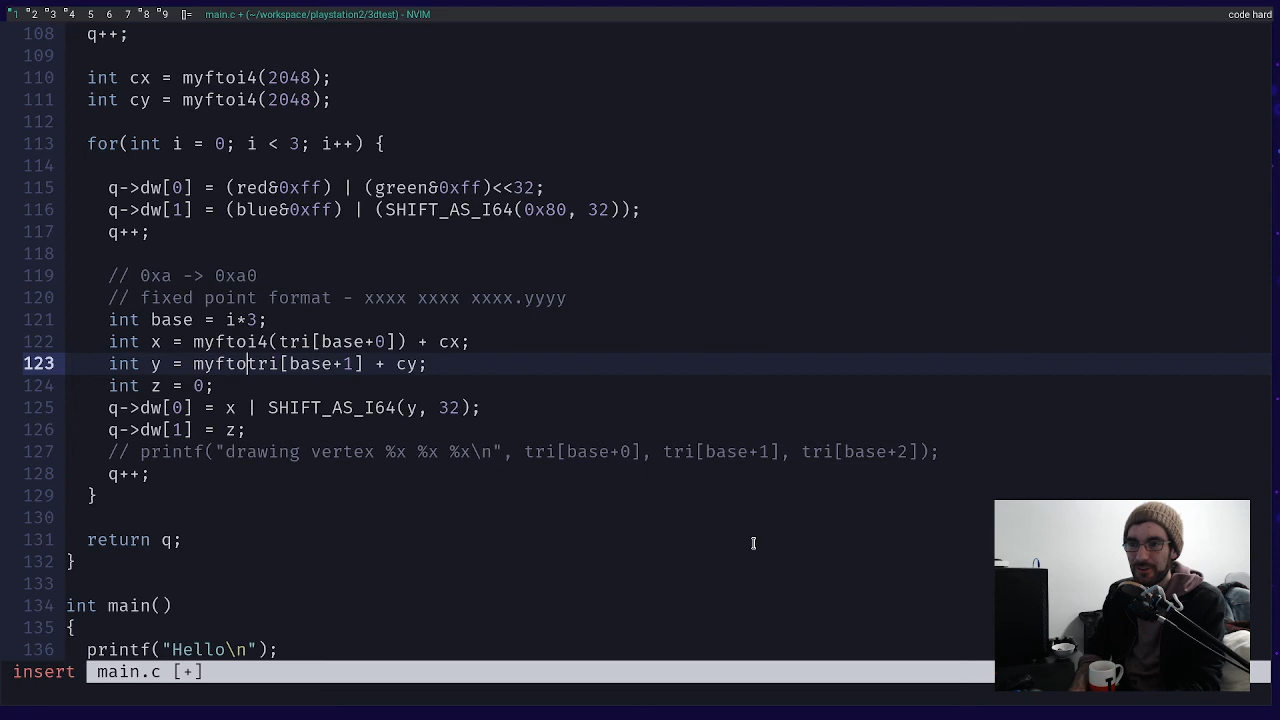 1 2 3 4 5 6 7 8 9 []= main.c + (~/workspace/playstation2/3dtest) - NVIM code hard
108 q++;
109
110 int cx = myftoi4(2048);
111 int cy = myftoi4(2048);
112
113 for(int i = 0; i < 3; i++) {
114
115 q->dw[0] = (red&0xff) | (green&0xff)<<32;
116 q->dw[1] = (blue&0xff) | (SHIFT_AS_I64(0x80, 32));
117 q++;
118
119 // 0xa -> 0xa0
120 // fixed point format - xxxx xxxx xxxx.yyyy
121 int base = i*3;
122 int x = myftoi4(tri[base+0]) + cx;
123 int y = myftotri[base+1] + cy;
124 int z = 0;
125 q->dw[0] = x | SHIFT_AS_I64(y, 32);
126 q->dw[1] = z;
127 // printf("drawing vertex %x %x %x\n", tri[base+0], tri[base+1], tri[base+2]);
128 q++;
129 }
130
131 return q;
132 }
133
134 int main()
135 {
136 printf("Hello\n");
insert main.c [+]